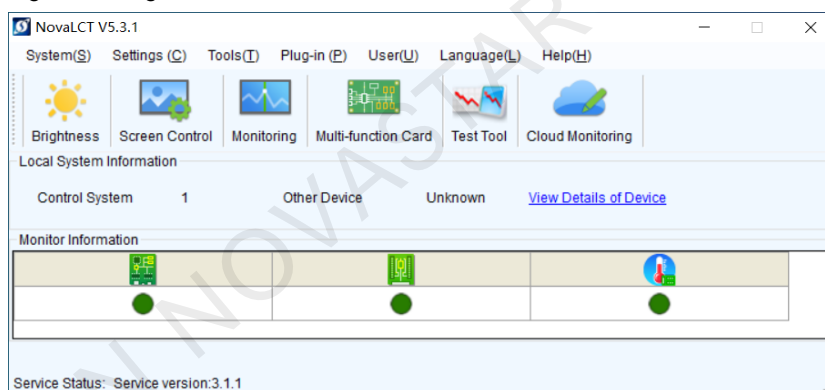 NovaLCT V5.3.1
System(S) Settings (C) Tools(T) Plug-in (P) User(U) Language(L) Help(H)
Brightness Screen Control Monitoring Multi-function Card Test Tool Cloud Monitoring
Local System Information
Control System 1 Other Device Unknown View Details of Device
Monitor Information
Service Status: Service version:3.1.1
NOVASTAR